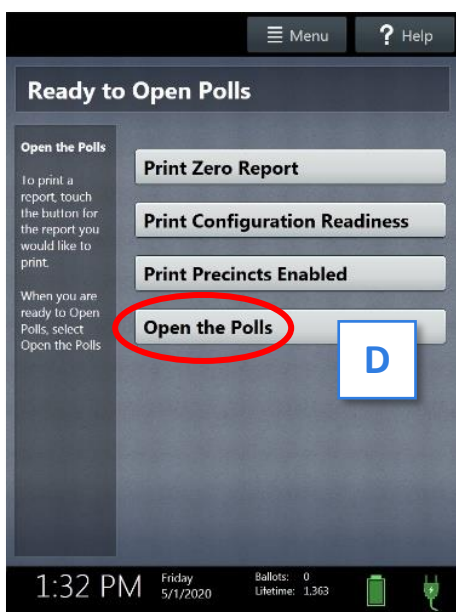 Menu
? Help
Ready to Open Polls
Open the Polls
To print a
report, touch
the button for
the report you
would like to
print.
When you are
ready to Open
Polls, select
Open the Polls
Print Zero Report
Print Configuration Readiness
Print Precincts Enabled
Open the Polls
D
1:32 PM
Friday
5/1/2020
Ballots: 0
Lifetime: 1,363